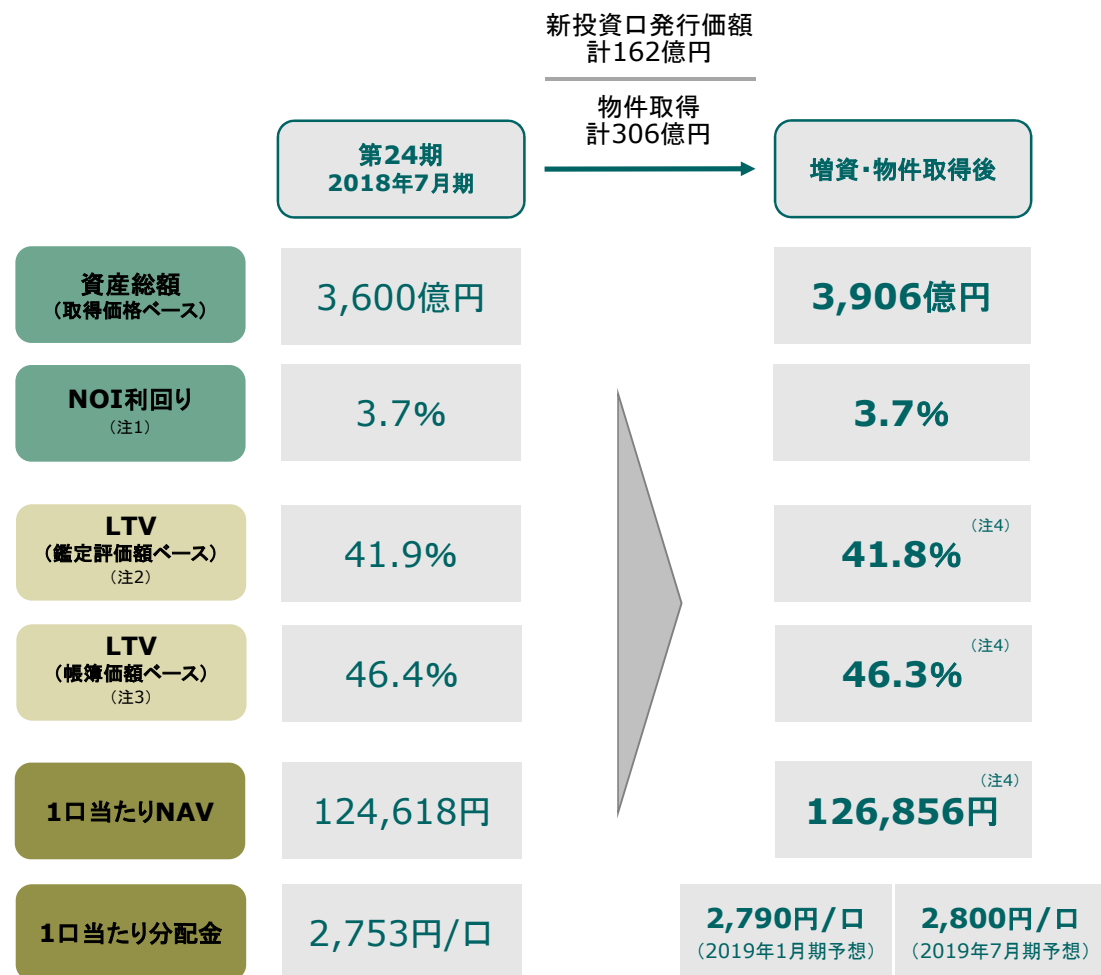 新投資口発行価額
計162億円
物件取得
計306億円
第24期
2018年7月期
増資・物件取得後
資産総額
（取得価格ベース）
3,600億円
3,906億円
NOI利回り
（注1）
3.7%
3.7%
LTV
（鑑定評価額ベース）
（注2）
41.9%
（注4）
41.8%
LTV
（帳簿価額ベース）
（注3）
46.4%
（注4）
46.3%
1口当たりNAV
124,618円
（注4）
126,856円
1口当たり分配金
2,753円/口
2,790円/口
（2019年1月期予想）
2,800円/口
（2019年7月期予想）